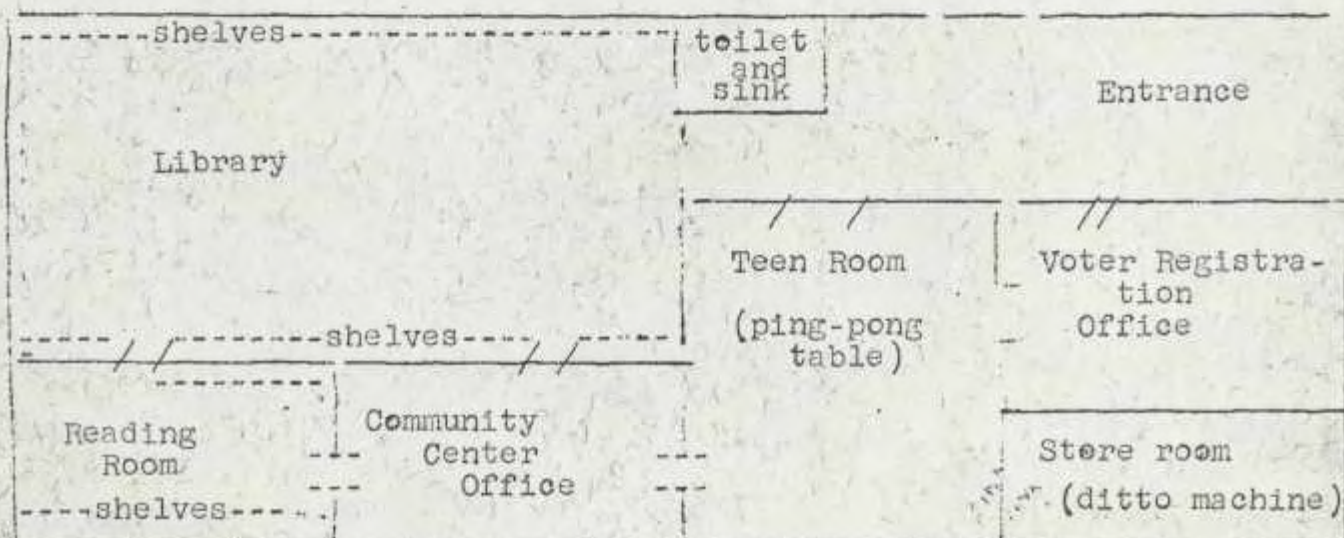 shelves
toilet
and
sink
Entrance
Library
Teen Room
(ping-pong
table)
Voter Registra-
tion
Office
shelves
Reading
Room
Community
Center
Office
Store room
(ditto machine)
shelves